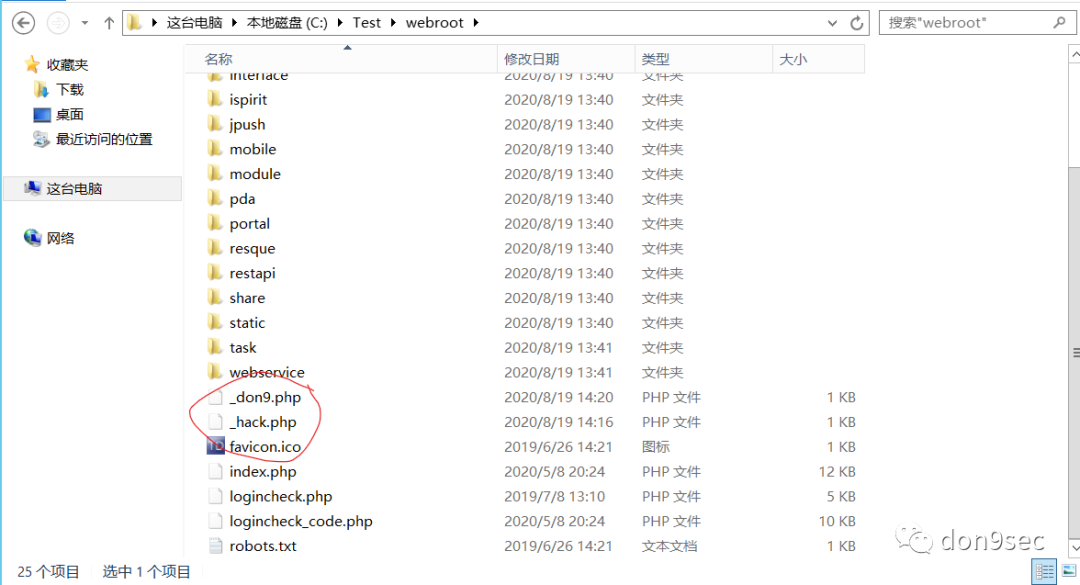 这台电脑 本地磁盘 (C:) Test webroot 搜索"webroot"
名称 修改日期 类型 大小
收藏夹
下载
桌面
最近访问的位置
这台电脑
网络
interface 2020/8/19 13:40 文件夹
ispirit 2020/8/19 13:40 文件夹
jpush 2020/8/19 13:40 文件夹
mobile 2020/8/19 13:40 文件夹
module 2020/8/19 13:40 文件夹
pda 2020/8/19 13:40 文件夹
portal 2020/8/19 13:40 文件夹
resque 2020/8/19 13:40 文件夹
restapi 2020/8/19 13:40 文件夹
share 2020/8/19 13:40 文件夹
static 2020/8/19 13:40 文件夹
task 2020/8/19 13:41 文件夹
webservice 2020/8/19 13:41 文件夹
_don9.php 2020/8/19 14:20 PHP 文件 1 KB
_hack.php 2020/8/19 14:16 PHP 文件 1 KB
favicon.ico 2019/6/26 14:21 图标 1 KB
index.php 2020/5/8 20:24 PHP 文件 12 KB
logincheck.php 2019/7/8 13:10 PHP 文件 5 KB
logincheck_code.php 2020/5/8 20:24 PHP 文件 10 KB
robots.txt 2019/6/26 14:21 文本文档 1 KB
don9sec
25 个项目 选中 1 个项目